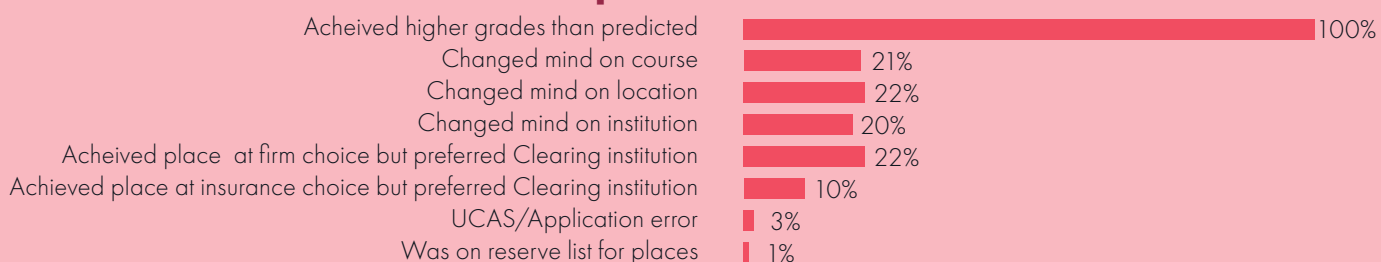 Acheived higher grades than predicted 100%
Changed mind on course 21%
Changed mind on location 22%
Changed mind on institution 20%
Acheived place at firm choice but preferred Clearing institution 22%
Achieved place at insurance choice but preferred Clearing institution 10%
UCAS/Application error 3%
Was on reserve list for places 1%